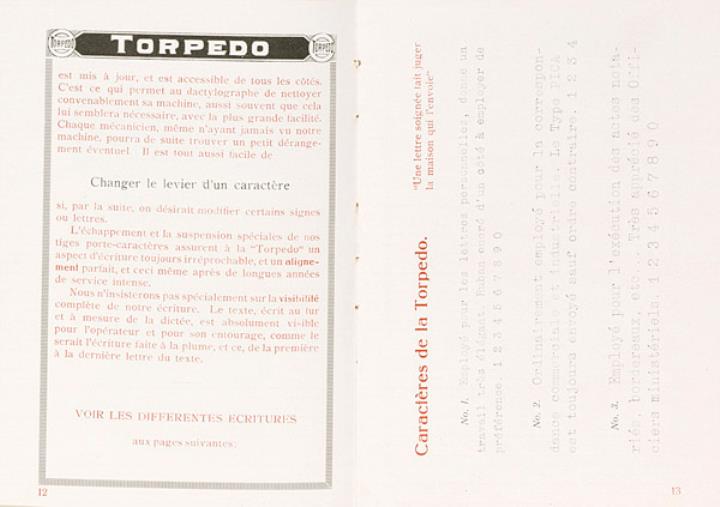 TORPEDO
TORPEDO
TORPEDO
est mis à jour, et est accessible de tous les côtés.
C'est ce qui permet au dactylographe de nettoyer
convenablement sa machine, aussi souvent que cela
lui semblera nécessaire, avec la plus grande facilité.
Chaque mécanicien, même n'ayant jamais vu notre
machine, pourra de suite trouver un petit dérange-
ment éventuel. Il est tout aussi facile de
Changer le levier d'un caractère
si, par la suite, on désirait modifier certains signes
ou lettres.
L'échappement et la suspension spéciales de nos
tiges porte-caractères assurent à la "Torpedo" un
aspect d'écriture toujours irréprochable, et un aligne-
ment parfait, et ceci même après de longues années
de service intense.
Nous n'insisterons pas spécialement sur la visibilité
complète de notre écriture. Le texte, écrit au fur
et à mesure de la dictée, est absolument visible
pour l'opérateur et pour son entourage, comme le
serait l'écriture faite à la plume, et ce, de la première
à la dernière lettre du texte.
VOIR LES DIFFERENTES ECRITURES
aux pages suivantes:
12
"Une lettre soignée fait juger
la maison qui l'envoie"
Caractères de la Torpedo.
No. 1. Employé pour les lettres personnelles, donne un
travail très élégant. Ruban encré d'un côté à employer de
préférence. 1 2 3 4 5 6 7 8 9 0
No. 2. Ordinairement employé pour la correspon-
dance commerciale et industrielle. Le Type PICA
est toujours envoyé sauf ordre contraire. 1 2 3 4
No. 3. Employé pour l'exécution des actes nota-
riés, bordereaux, etc... Très apprécié des Offi-
ciers ministériels. 1 2 3 4 5 6 7 8 9 0
13